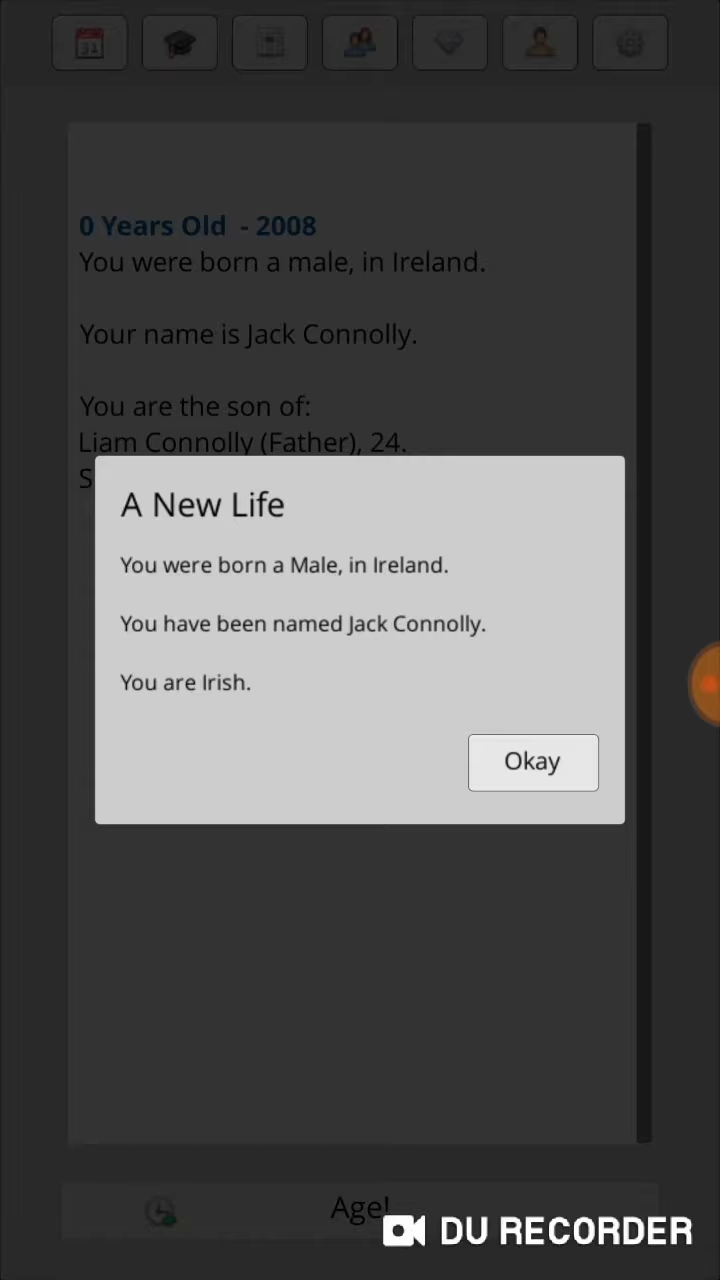 31
0 Years Old - 2008
You were born a male, in Ireland.
Your name is Jack Connolly.
You are the son of:
Liam Connolly (Father), 24.
S
A New Life
You were born a Male, in Ireland.
You have been named Jack Connolly.
You are Irish.
Okay
Age!
DU RECORDER